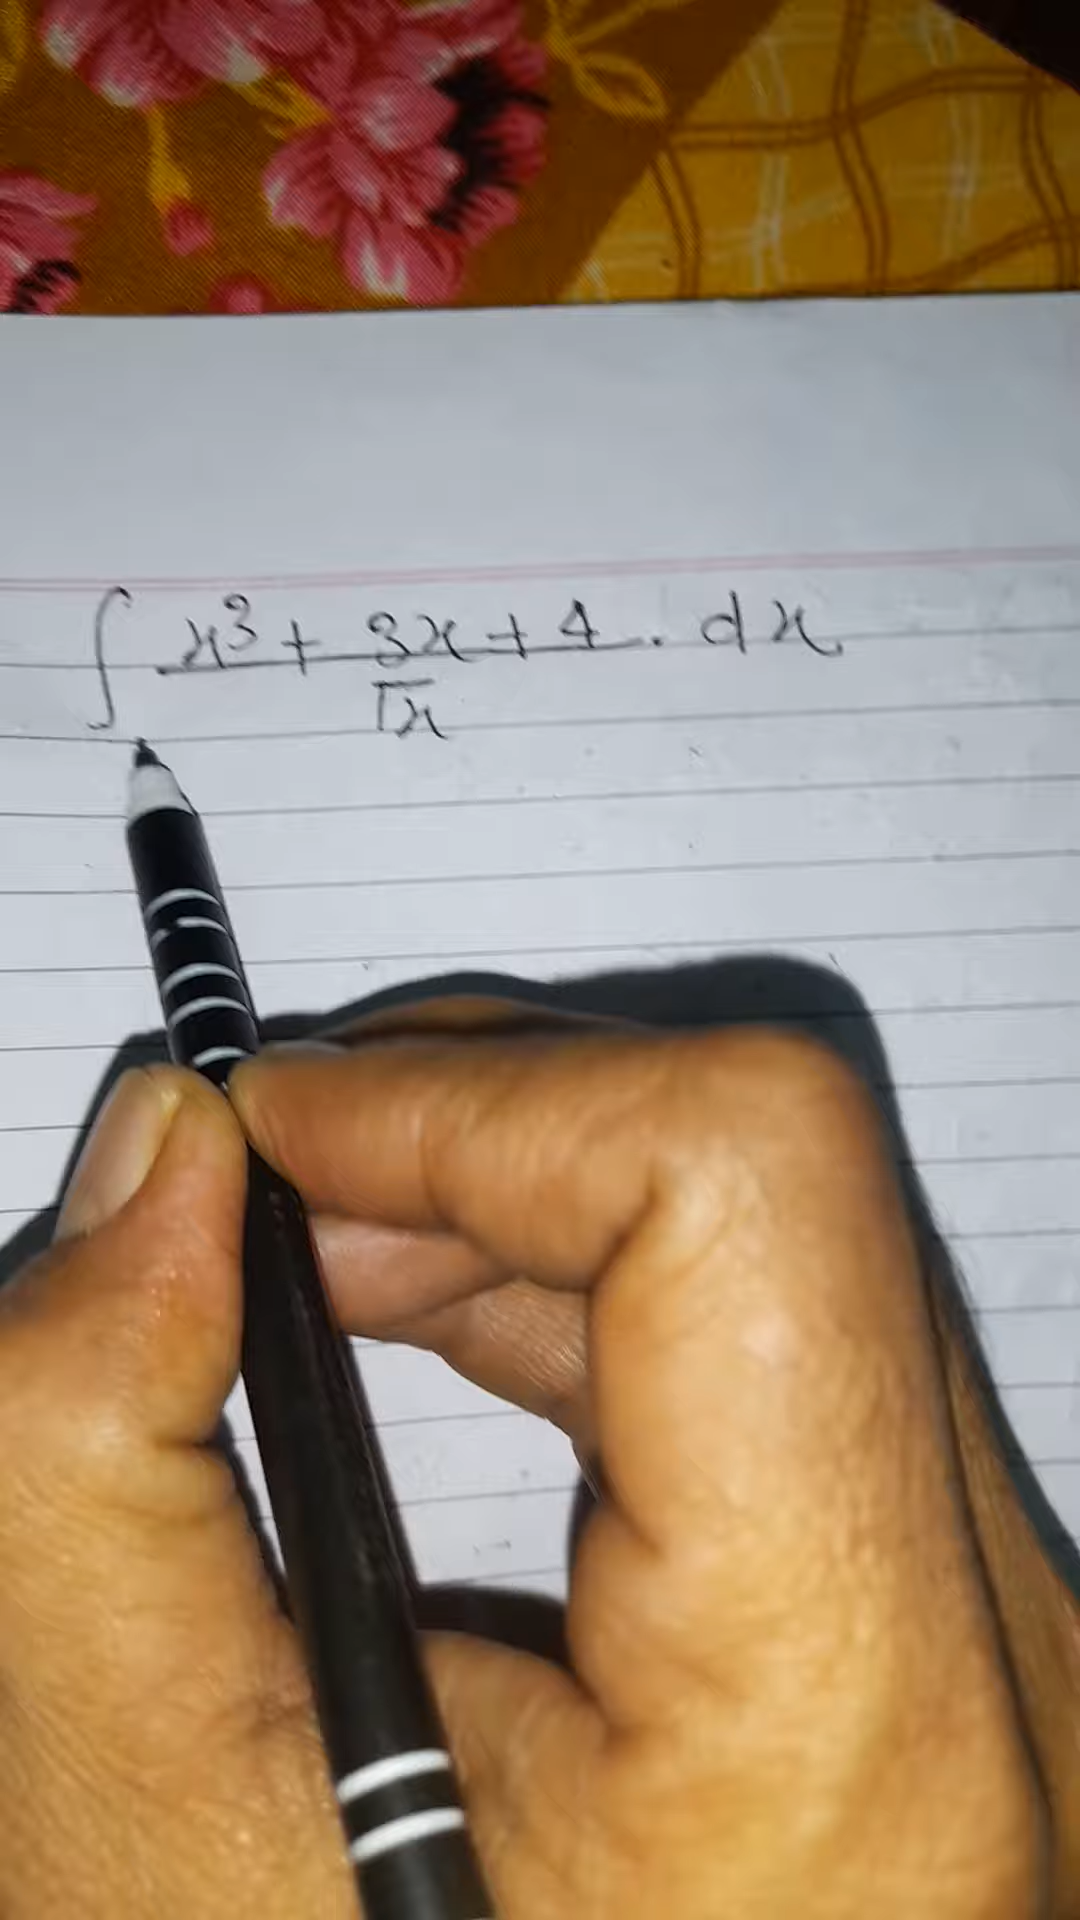 ∫ x³ + 3x + 4 / √x . dx